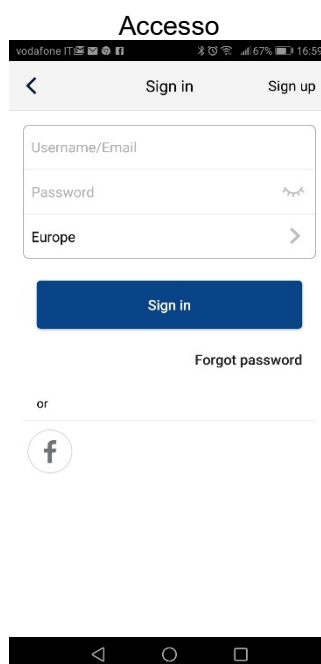 Accesso
vodafone IT 67% 16:59
Sign in Sign up
Username/Email
Password
Europe
Sign in
Forgot password
or
f